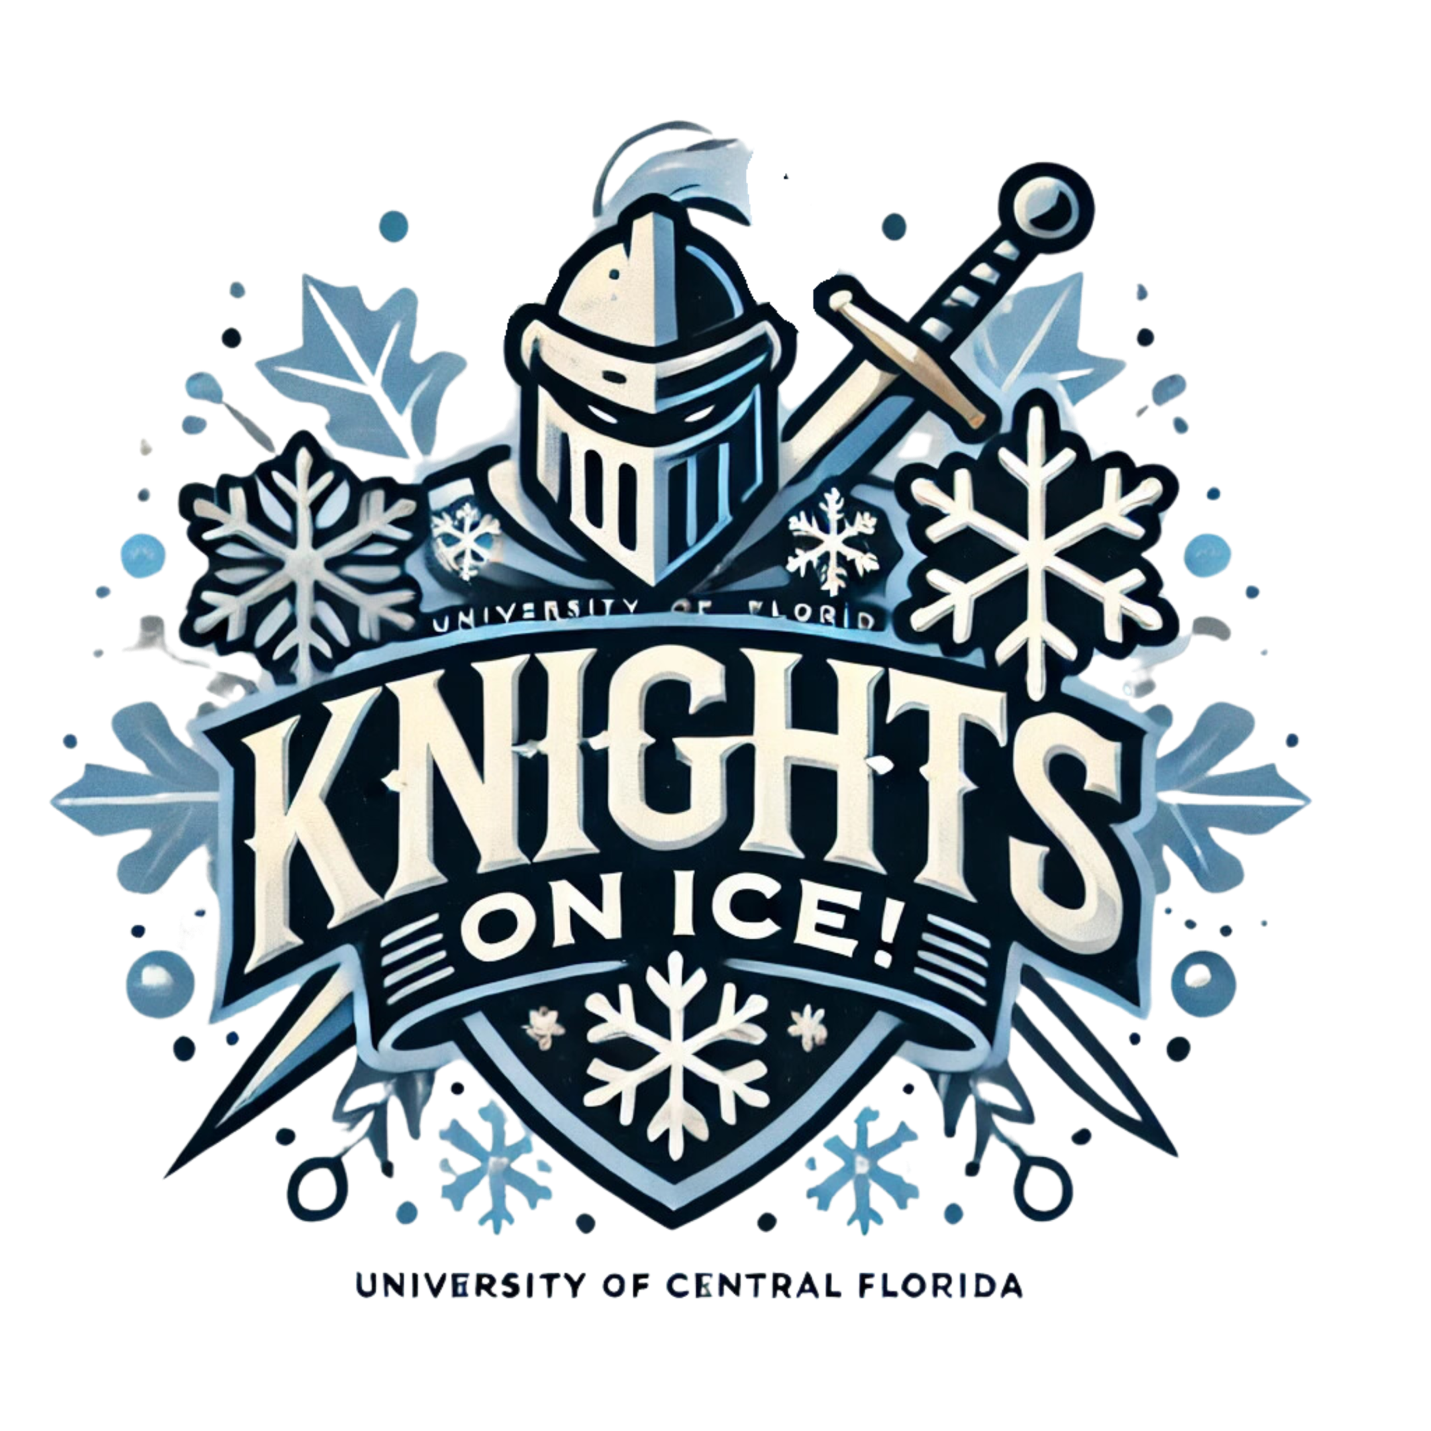 UNIVERSITY OF FLORID
KNIGHTS
ON ICE!
UNIVERSITY OF CENTRAL FLORIDA